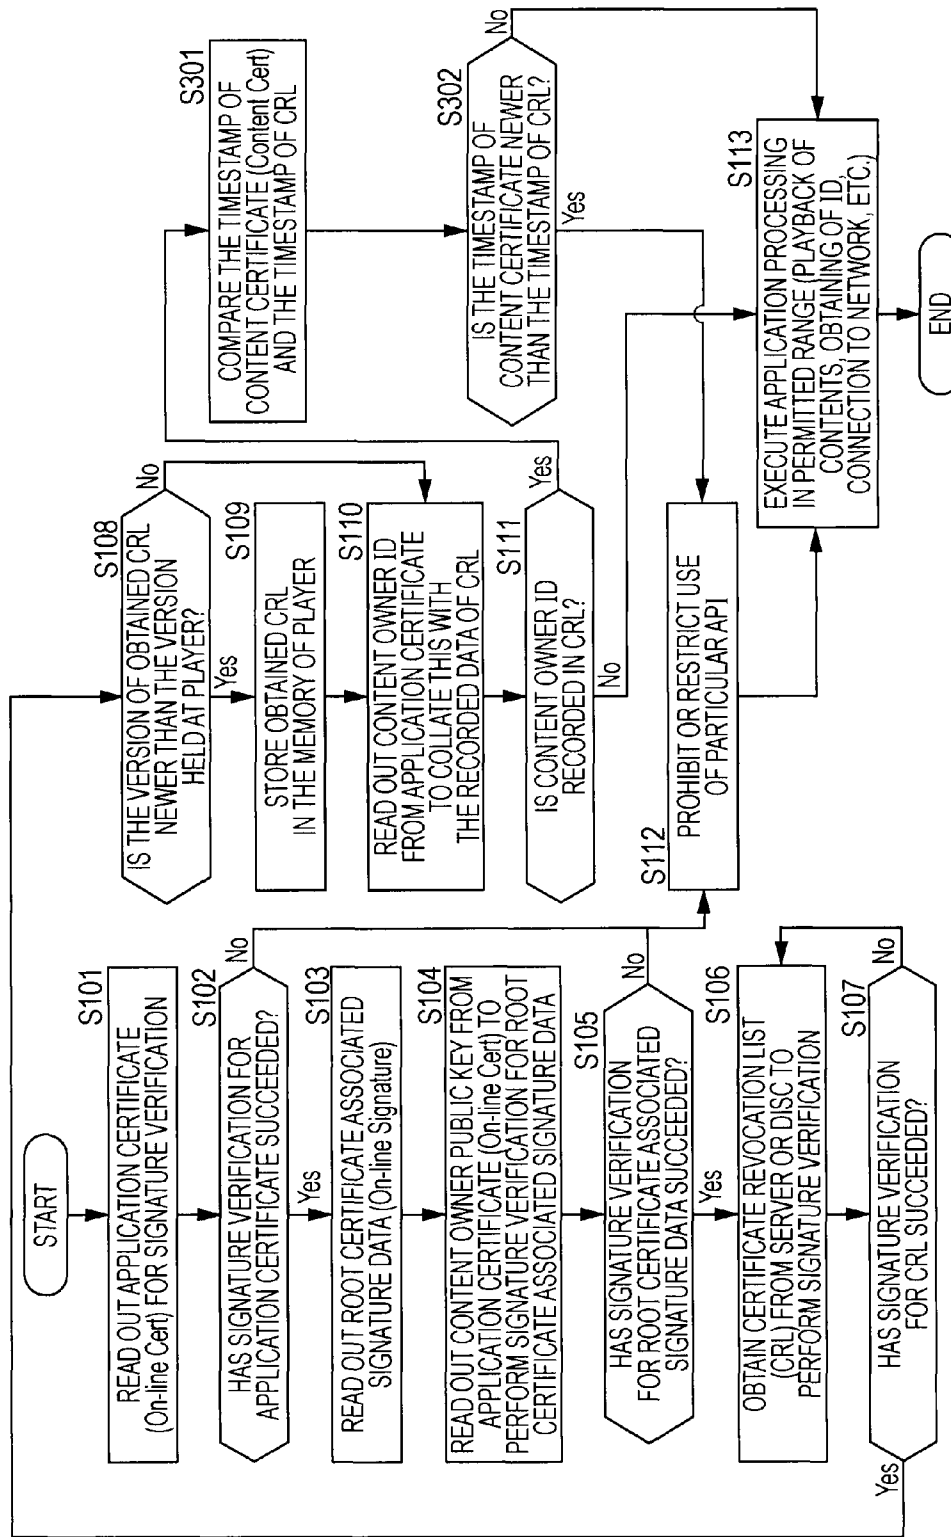 START
S101
READ OUT APPLICATION CERTIFICATE
(On-line Cert) FOR SIGNATURE VERIFICATION
S102
HAS SIGNATURE VERIFICATION FOR
APPLICATION CERTIFICATE SUCCEEDED?
No
Yes
S103
READ OUT ROOT CERTIFICATE ASSOCIATED
SIGNATURE DATA (On-line Signature)
S104
READ OUT CONTENT OWNER PUBLIC KEY FROM
APPLICATION CERTIFICATE (On-line Cert) TO
PERFORM SIGNATURE VERIFICATION FOR ROOT
CERTIFICATE ASSOCIATED SIGNATURE DATA
S105
HAS SIGNATURE VERIFICATION
FOR ROOT CERTIFICATE ASSOCIATED
SIGNATURE DATA SUCCEEDED?
No
Yes
S106
OBTAIN CERTIFICATE REVOCATION LIST
(CRL) FROM SERVER OR DISC TO
PERFORM SIGNATURE VERIFICATION
S107
HAS SIGNATURE VERIFICATION
FOR CRL SUCCEEDED?
No
Yes
S108
IS THE VERSION OF OBTAINED CRL
NEWER THAN THE VERSION
HELD AT PLAYER?
No
Yes
S109
STORE OBTAINED CRL
IN THE MEMORY OF PLAYER
S110
READ OUT CONTENT OWNER ID
FROM APPLICATION CERTIFICATE
TO COLLATE THIS WITH
THE RECORDED DATA OF CRL
S111
IS CONTENT OWNER ID
RECORDED IN CRL?
Yes
No
S112
PROHIBIT OR RESTRICT USE
OF PARTICULAR API
S301
COMPARE THE TIMESTAMP OF
CONTENT CERTIFICATE (Content Cert)
AND THE TIMESTAMP OF CRL
S302
IS THE TIMESTAMP OF
CONTENT CERTIFICATE NEWER
THAN THE TIMESTAMP OF CRL?
No
Yes
S113
EXECUTE APPLICATION PROCESSING
IN PERMITTED RANGE (PLAYBACK OF
CONTENTS, OBTAINING OF ID,
CONNECTION TO NETWORK, ETC.)
END